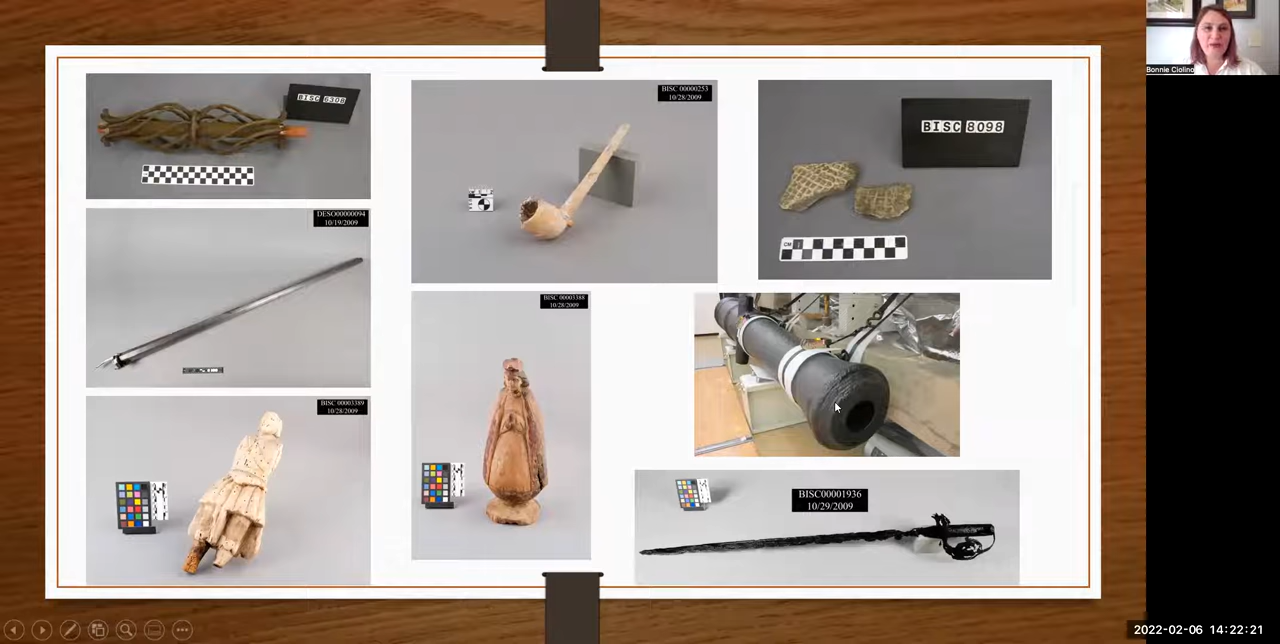 BISC 6308
BISC 00000253
10/28/2009
BISC 8098
DESO00000094
10/19/2009
BISC 00003388
10/28/2009
BISC 00003389
10/28/2009
BISC00001936
10/29/2009
CM
Bonnie Ciolino
2022-02-06 14:22:21